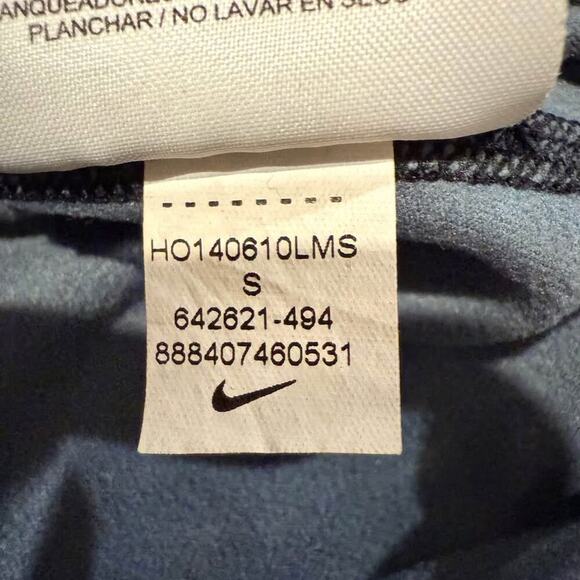 PLANCHAR / NO LAVAR EN SECO
HO140610LMS
S
642621-494
888407460531